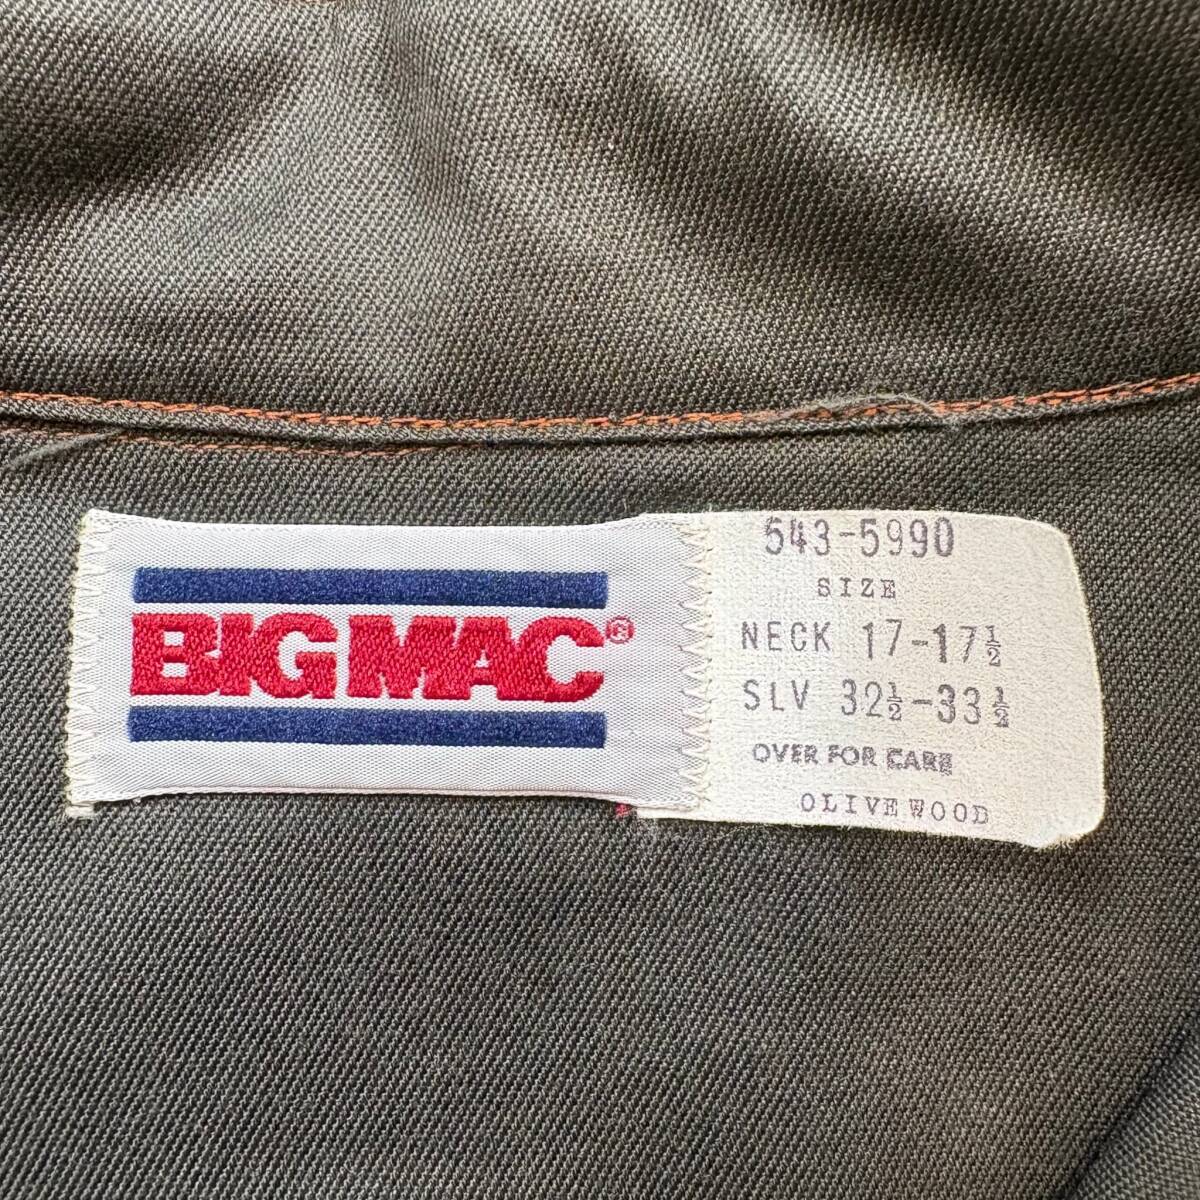 BIG MAC®
543-5990
SIZE
NECK 17-17½
SLV 32½-33½
OVER FOR CARE
OLIVEWOOD